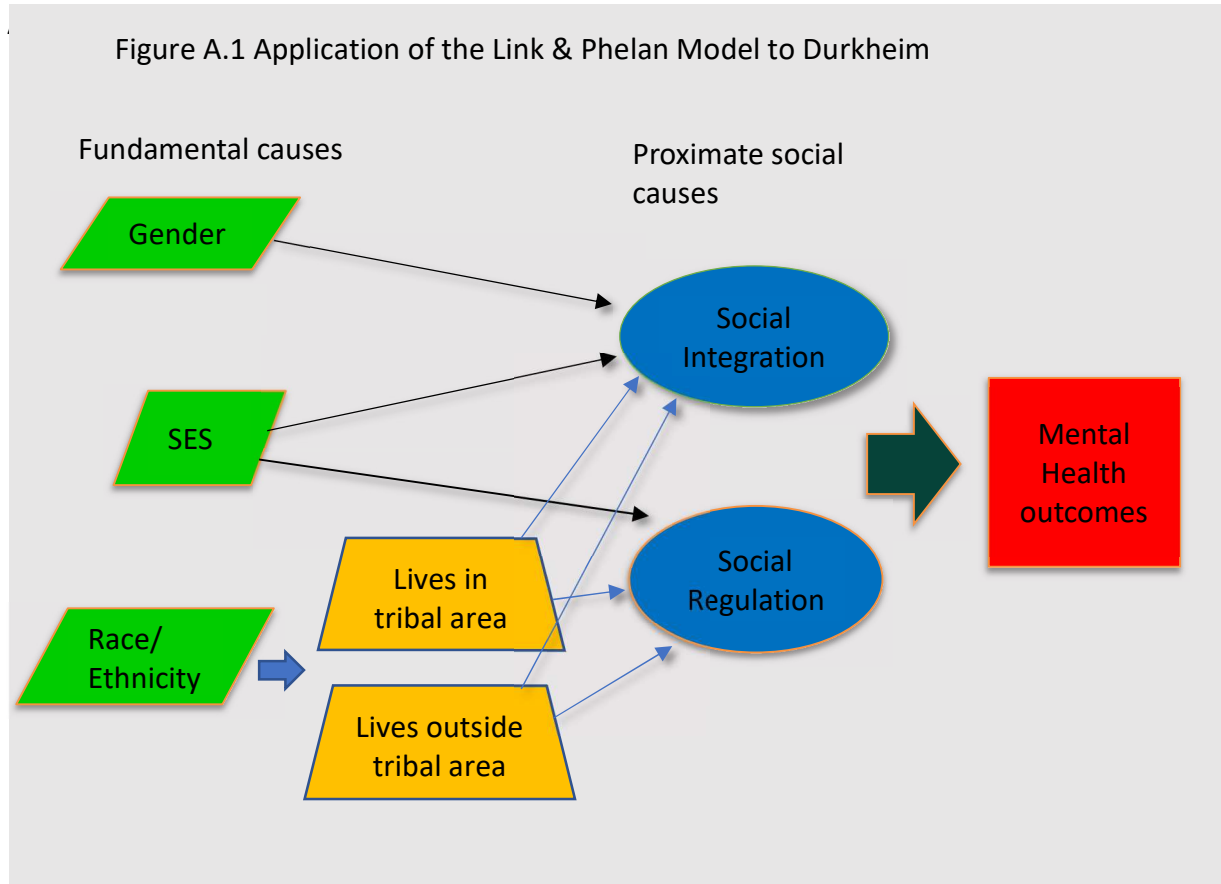 Figure A.1 Application of the Link & Phelan Model to Durkheim
Fundamental causes
Proximate social
causes
Gender
Social
Integration
SES
Mental
Health
outcomes
Lives in
tribal area
Social
Regulation
Race/
Ethnicity
Lives outside
tribal area